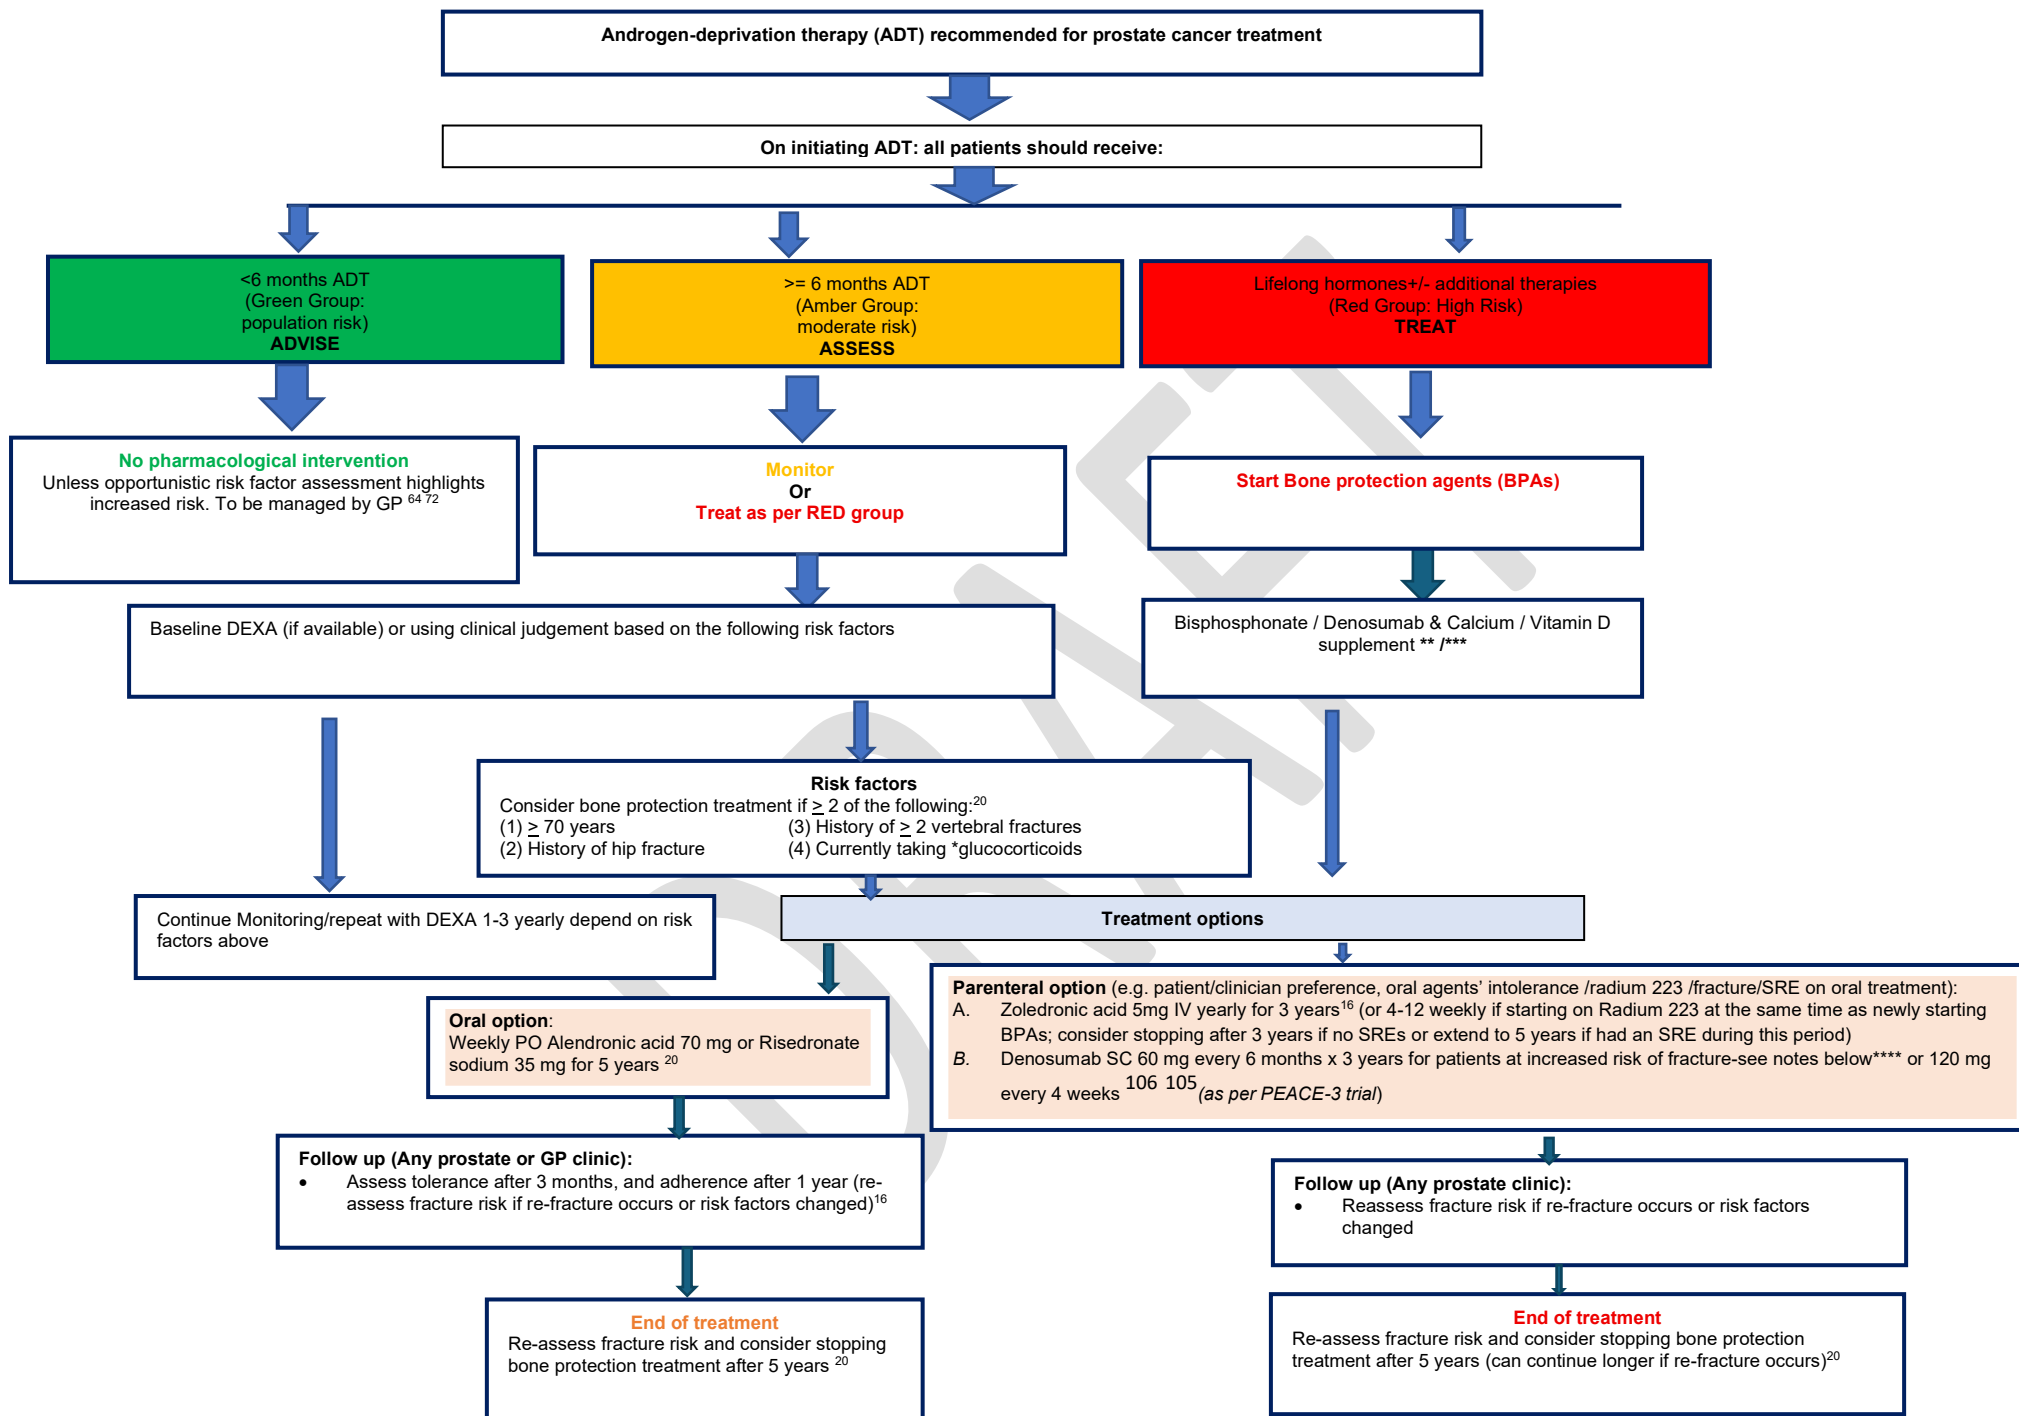 Androgen-deprivation therapy (ADT) recommended for prostate cancer treatment
On initiating ADT: all patients should receive:
<6 months ADT
(Green Group:
population risk)
ADVISE
>= 6 months ADT
(Amber Group:
moderate risk)
ASSESS
Lifelong hormones+/- additional therapies
(Red Group: High Risk)
TREAT
No pharmacological intervention
Unless opportunistic risk factor assessment highlights
increased risk. To be managed by GP 64 72
Monitor
Or
Treat as per RED group
Start Bone protection agents (BPAs)
Baseline DEXA (if available) or using clinical judgement based on the following risk factors
Bisphosphonate / Denosumab & Calcium / Vitamin D
supplement ** /***
Risk factors
Consider bone protection treatment if ≥ 2 of the following:20
(1) ≥ 70 years (3) History of ≥ 2 vertebral fractures
(2) History of hip fracture (4) Currently taking *glucocorticoids
Continue Monitoring/repeat with DEXA 1-3 yearly depend on risk
factors above
Treatment options
Oral option:
Weekly PO Alendronic acid 70 mg or Risedronate
sodium 35 mg for 5 years 20
Parenteral option (e.g. patient/clinician preference, oral agents' intolerance /radium 223 /fracture/SRE on oral treatment):
A. Zoledronic acid 5mg IV yearly for 3 years16 (or 4-12 weekly if starting on Radium 223 at the same time as newly starting
BPAs; consider stopping after 3 years if no SREs or extend to 5 years if had an SRE during this period)
B. Denosumab SC 60 mg every 6 months x 3 years for patients at increased risk of fracture-see notes below**** or 120 mg
every 4 weeks 106 105 (as per PEACE-3 trial)
Follow up (Any prostate or GP clinic):
• Assess tolerance after 3 months, and adherence after 1 year (re-
assess fracture risk if re-fracture occurs or risk factors changed)16
Follow up (Any prostate clinic):
• Reassess fracture risk if re-fracture occurs or risk factors
changed
End of treatment
Re-assess fracture risk and consider stopping
bone protection treatment after 5 years 20
End of treatment
Re-assess fracture risk and consider stopping bone protection
treatment after 5 years (can continue longer if re-fracture occurs)20
DRAFT